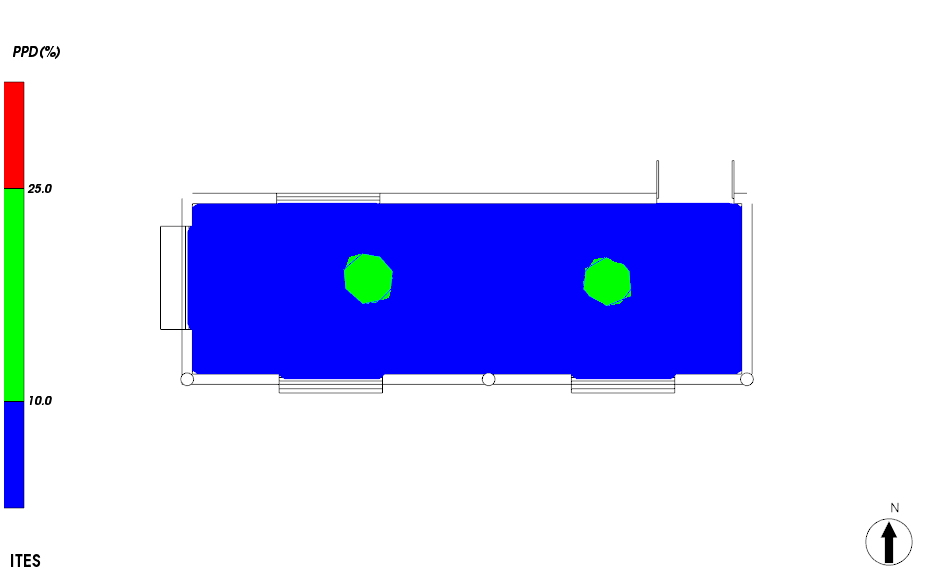 PPD(%)
25.0
10.0
N
ITES